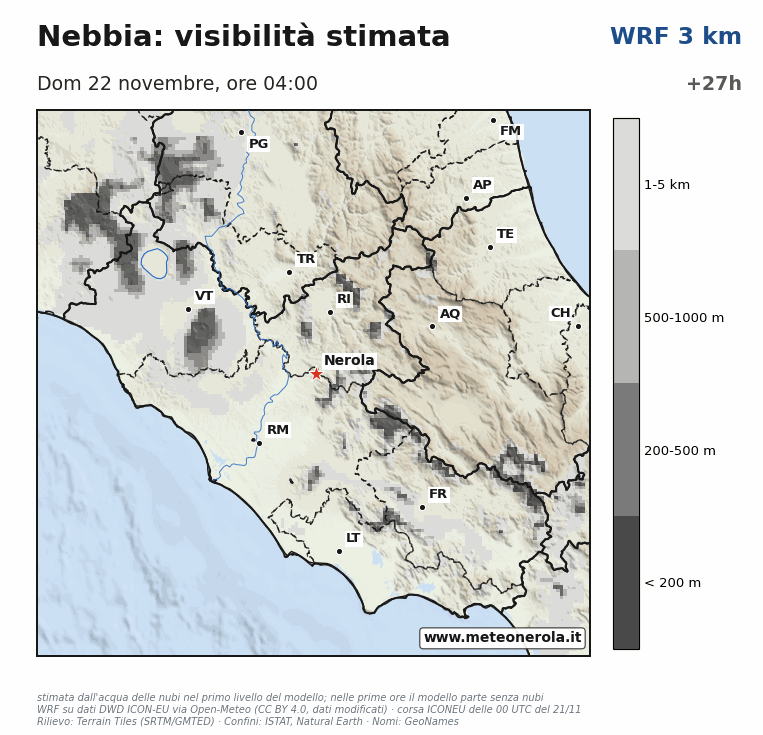 Nebbia: visibilità stimata
WRF 3 km
Dom 22 novembre, ore 04:00
+27h
FM
PG
AP
TE
TR
VT
RI
AQ
CH
Nerola
RM
FR
LT
www.meteonerola.it
1-5 km
500-1000 m
200-500 m
< 200 m
stimata dall'acqua delle nubi nel primo livello del modello; nelle prime ore il modello parte senza nubi
WRF su dati DWD ICON-EU via Open-Meteo (CC BY 4.0, dati modificati) · corsa ICONEU delle 00 UTC del 21/11
Rilievo: Terrain Tiles (SRTM/GMTED) · Confini: ISTAT, Natural Earth · Nomi: GeoNames